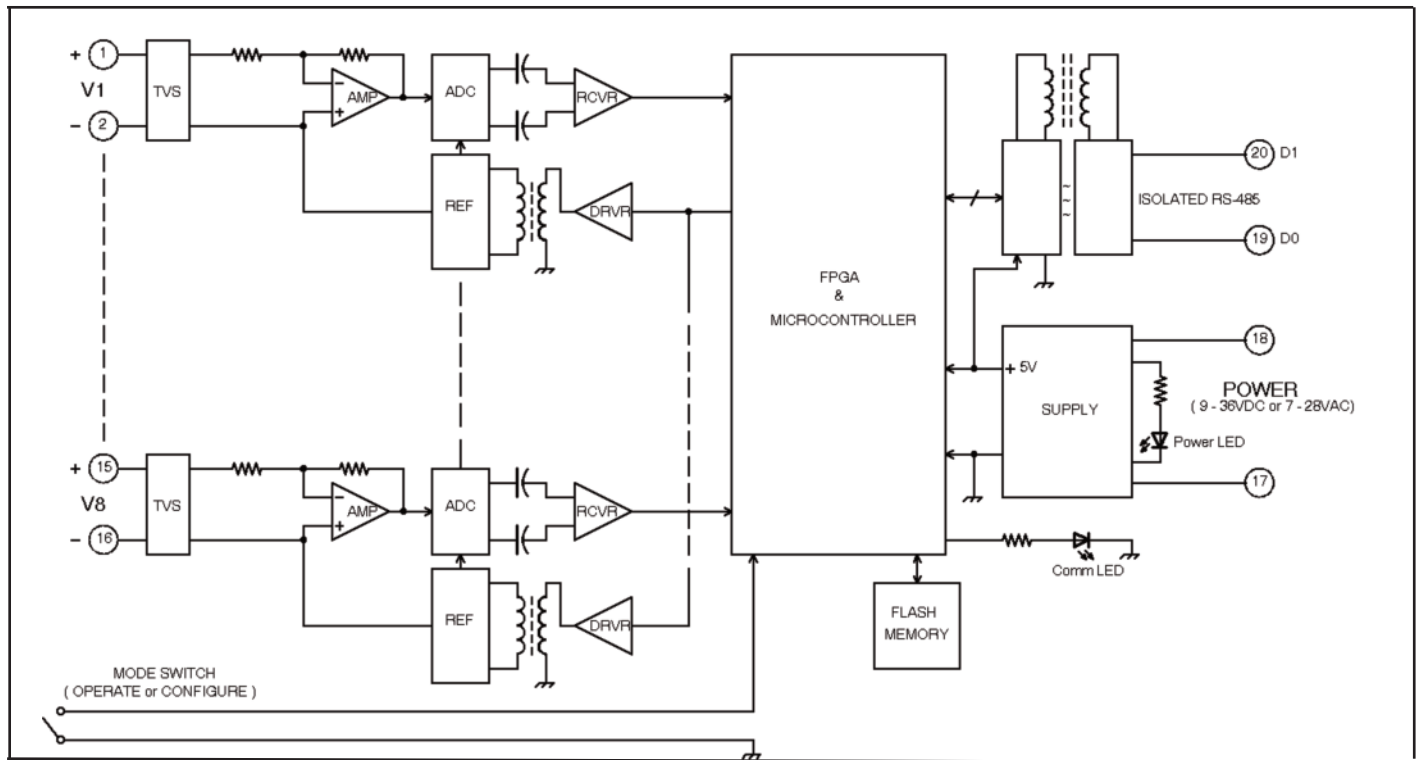 + 1
V1
- 2
TVS
- +
AMP
ADC
RCVR
REF
DRVR
FPGA
&
MICROCONTROLLER
20 D1
~
~
~
ISOLATED RS-485
19 D0
+ 5V
SUPPLY
18
POWER
( 9 - 36VDC or 7 - 28VAC)
Power LED
17
+ 15
V8
- 16
TVS
- +
AMP
ADC
RCVR
REF
DRVR
Comm LED
FLASH
MEMORY
MODE SWITCH
( OPERATE or CONFIGURE )